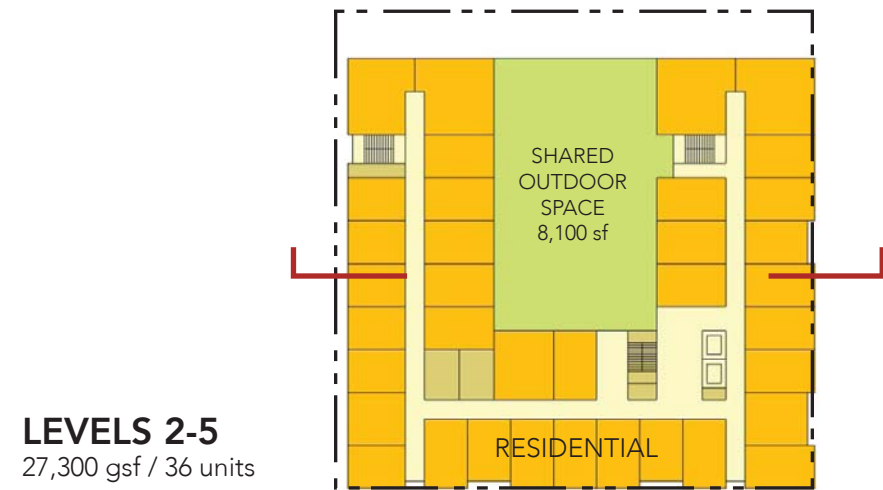 SHARED
OUTDOOR
SPACE
8,100 sf
RESIDENTIAL
LEVELS 2-5
27,300 gsf / 36 units